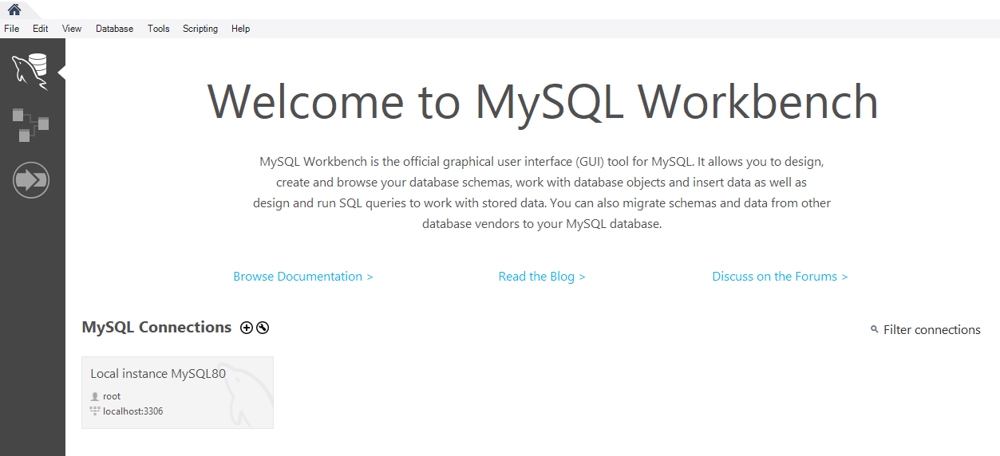 File Edit View Database Tools Scripting Help
Welcome to MySQL Workbench
MySQL Workbench is the official graphical user interface (GUI) tool for MySQL. It allows you to design,
create and browse your database schemas, work with database objects and insert data as well as
design and run SQL queries to work with stored data. You can also migrate schemas and data from other
database vendors to your MySQL database.
Browse Documentation > Read the Blog > Discuss on the Forums >
MySQL Connections Filter connections
Local instance MySQL80
root
localhost:3306